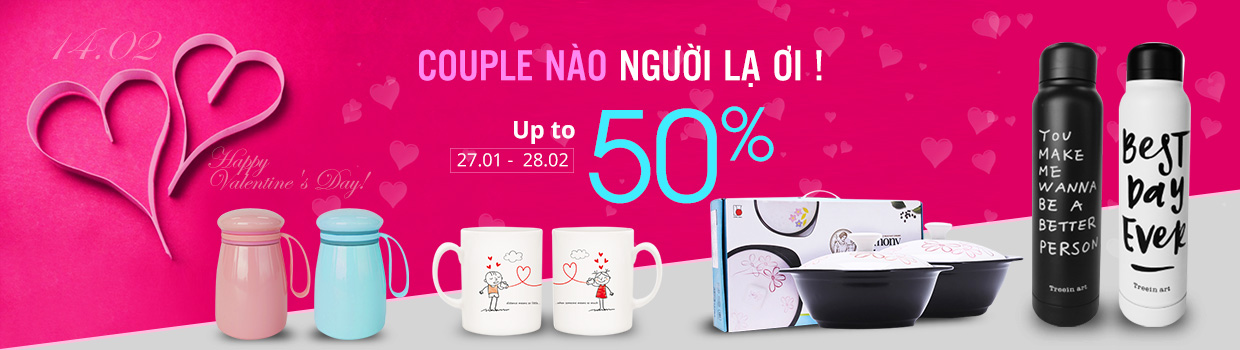 14.02
Happy
Valentine's Day!
COUPLE NÀO NGƯỜI LẠ ƠI !
Up to
27.01 - 28.02
50%
YOU
MAKE
ME
WANNA
BE A
BETTER
PERSON
Treein art
BEST
Day
EVER
Treein art